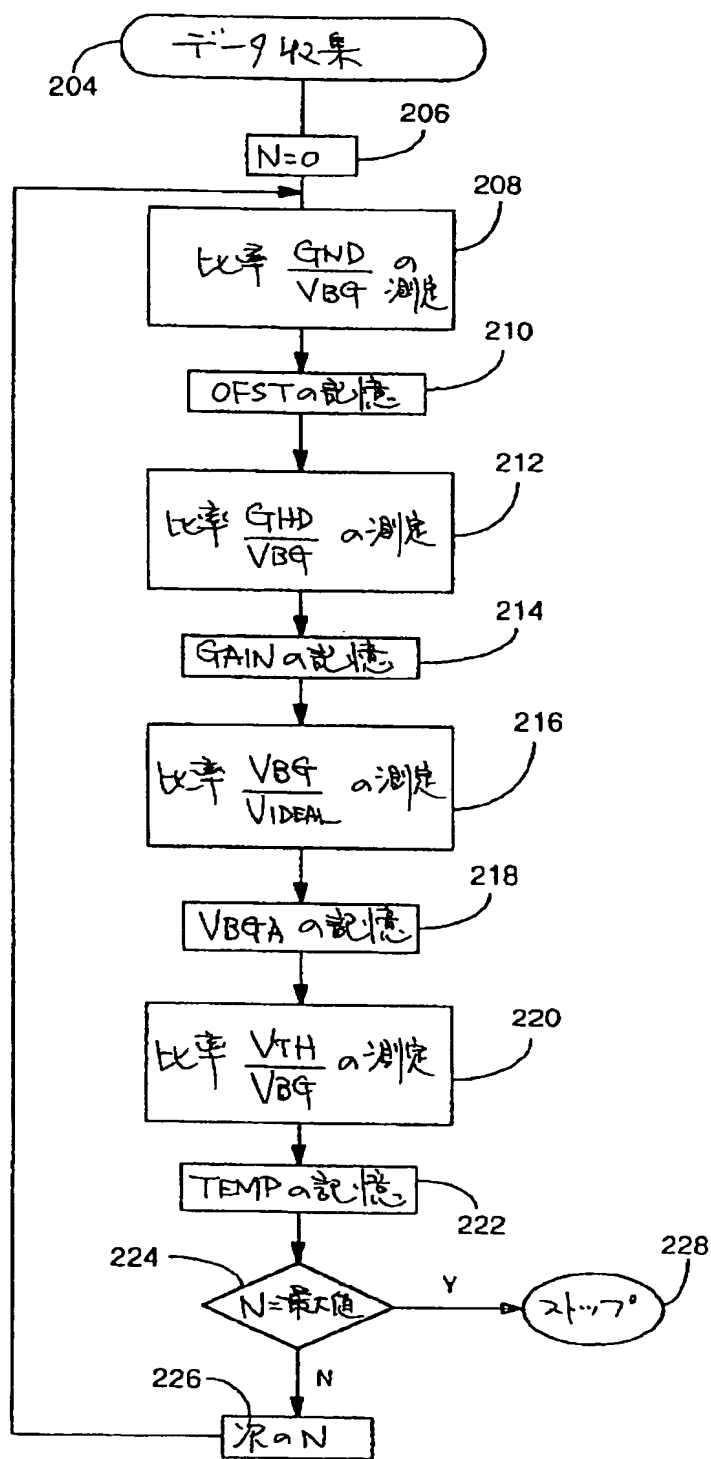 データ収集
204
206
N=0
208
比率 GND/VBG の測定
210
OFSTの記憶
212
比率 GHD/VBG の測定
214
GAINの記憶
216
比率 VBG/VIDEAL の測定
218
VBGAの記憶
220
比率 VTH/VBG の測定
TEMPの記憶
222
224
N=最大値
Y
228
ストップ
N
226
次のN